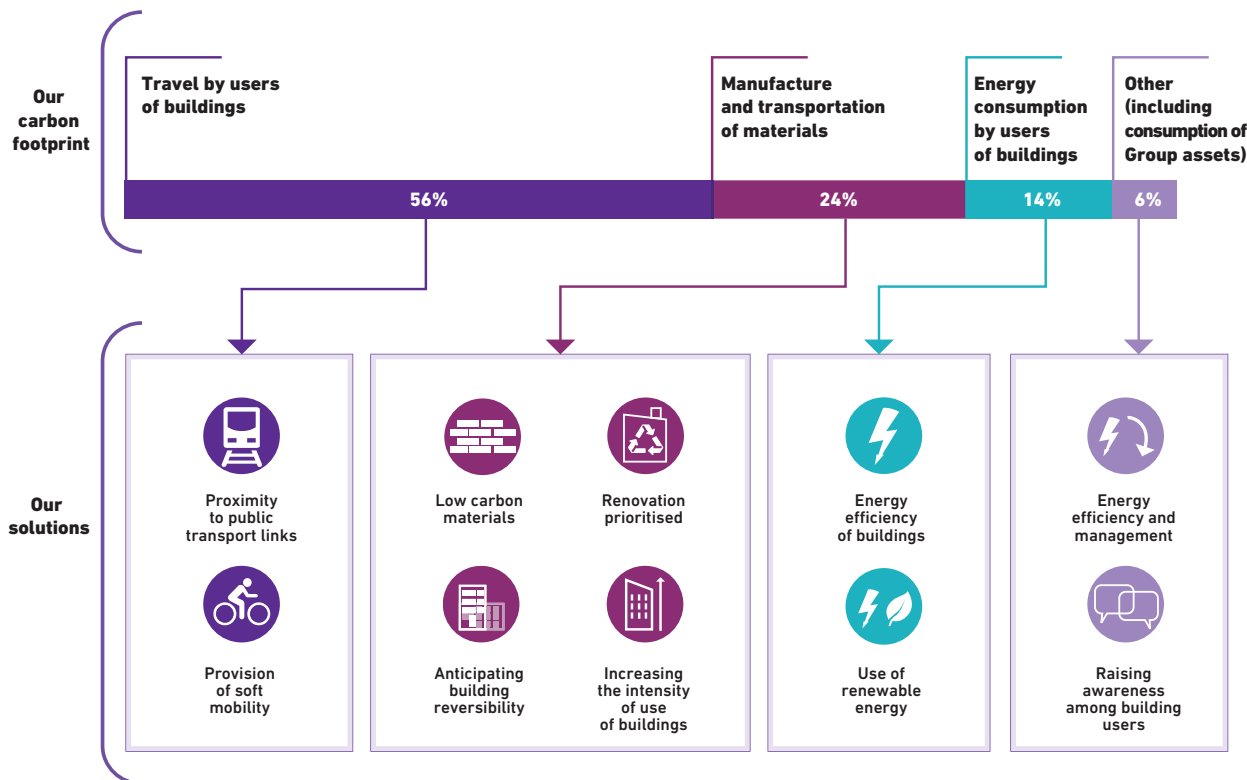 Our
carbon
footprint
Travel by users
of buildings
Manufacture
and transportation
of materials
Energy
consumption
by users
of buildings
Other
(including
consumption of
Group assets)
56%
24%
14%
6%
Our
solutions
Proximity
to public
transport links
Provision
of soft
mobility
Low carbon
materials
Renovation
prioritised
Anticipating
building
reversibility
Increasing
the intensity
of use
of buildings
Energy
efficiency
of buildings
Use of
renewable
energy
Energy
efficiency and
management
Raising
awareness
among building
users